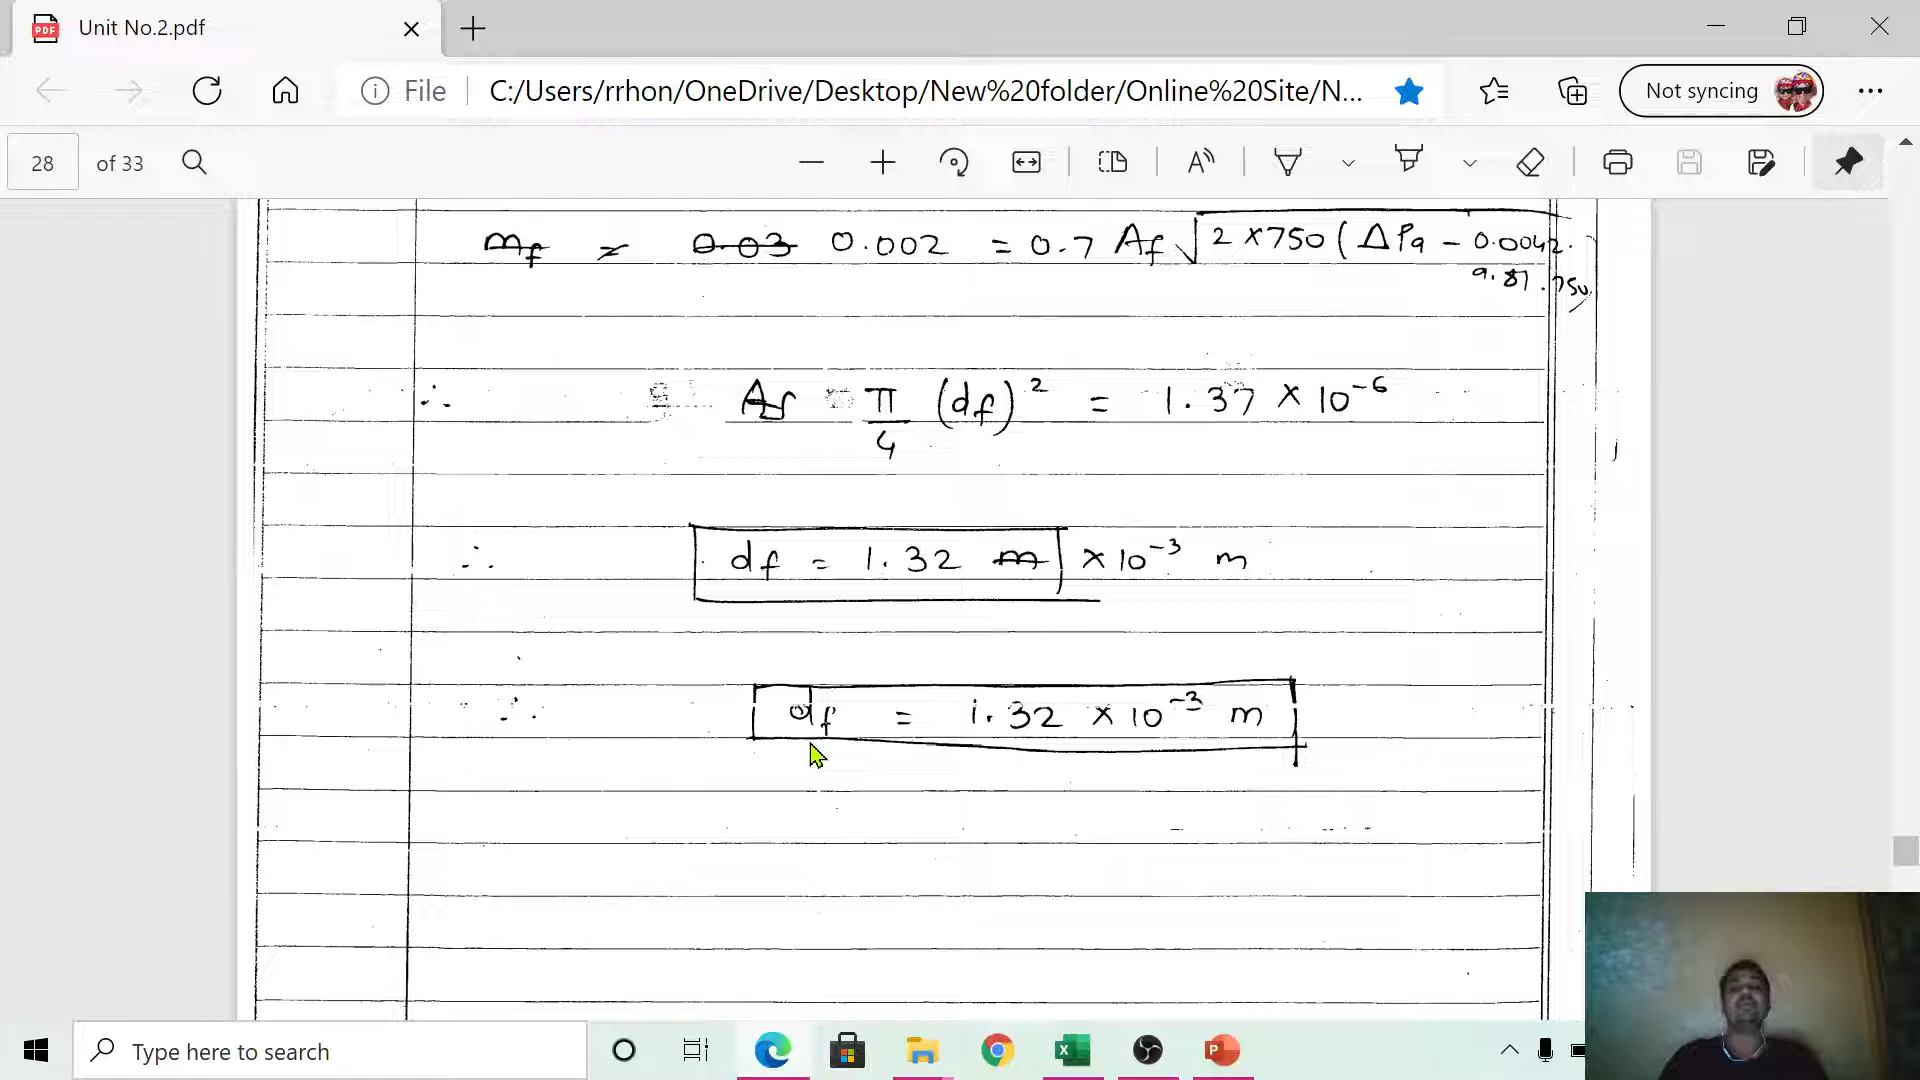 Unit No.2.pdf
File C:/Users/rrhon/OneDrive/Desktop/New%20folder/Online%20Site/N... Not syncing
28 of 33
mf = 0.03 0.002 = 0.7 Af √ 2 × 750 ( ΔPa - 0.0042.
9.81 . 750)
∴ Af = π/4 (df)² = 1.37 × 10⁻⁶
∴ df = 1.32 m × 10⁻³ m
∴ df = 1.32 × 10⁻³ m
Type here to search